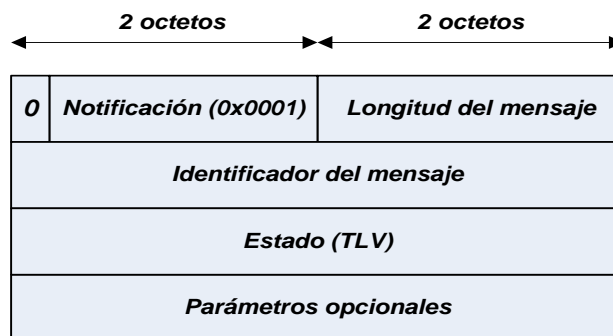 2 octetos 2 octetos
0 Notificación (0x0001) Longitud del mensaje
Identificador del mensaje
Estado (TLV)
Parámetros opcionales